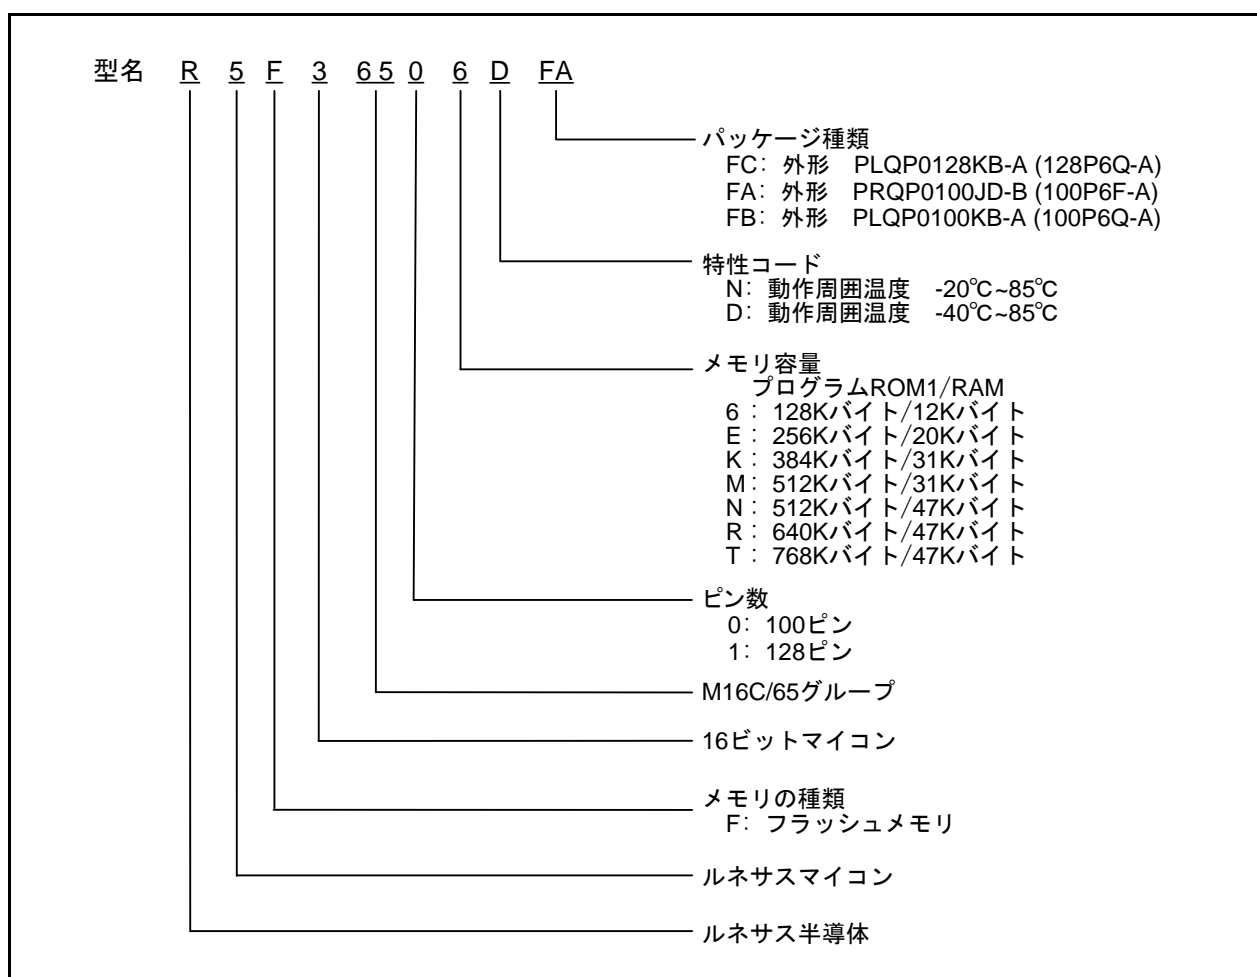 型名 R 5 F 3 65 0 6 D FA
パッケージ種類
FC: 外形 PLQP0128KB-A (128P6Q-A)
FA: 外形 PRQP0100JD-B (100P6F-A)
FB: 外形 PLQP0100KB-A (100P6Q-A)
特性コード
N: 動作周囲温度 -20℃~85℃
D: 動作周囲温度 -40℃~85℃
メモリ容量
プログラムROM1/RAM
6 : 128Kバイト/12Kバイト
E : 256Kバイト/20Kバイト
K : 384Kバイト/31Kバイト
M : 512Kバイト/31Kバイト
N : 512Kバイト/47Kバイト
R : 640Kバイト/47Kバイト
T : 768Kバイト/47Kバイト
ピン数
0: 100ピン
1: 128ピン
M16C/65グループ
16ビットマイコン
メモリの種類
F: フラッシュメモリ
ルネサスマイコン
ルネサス半導体